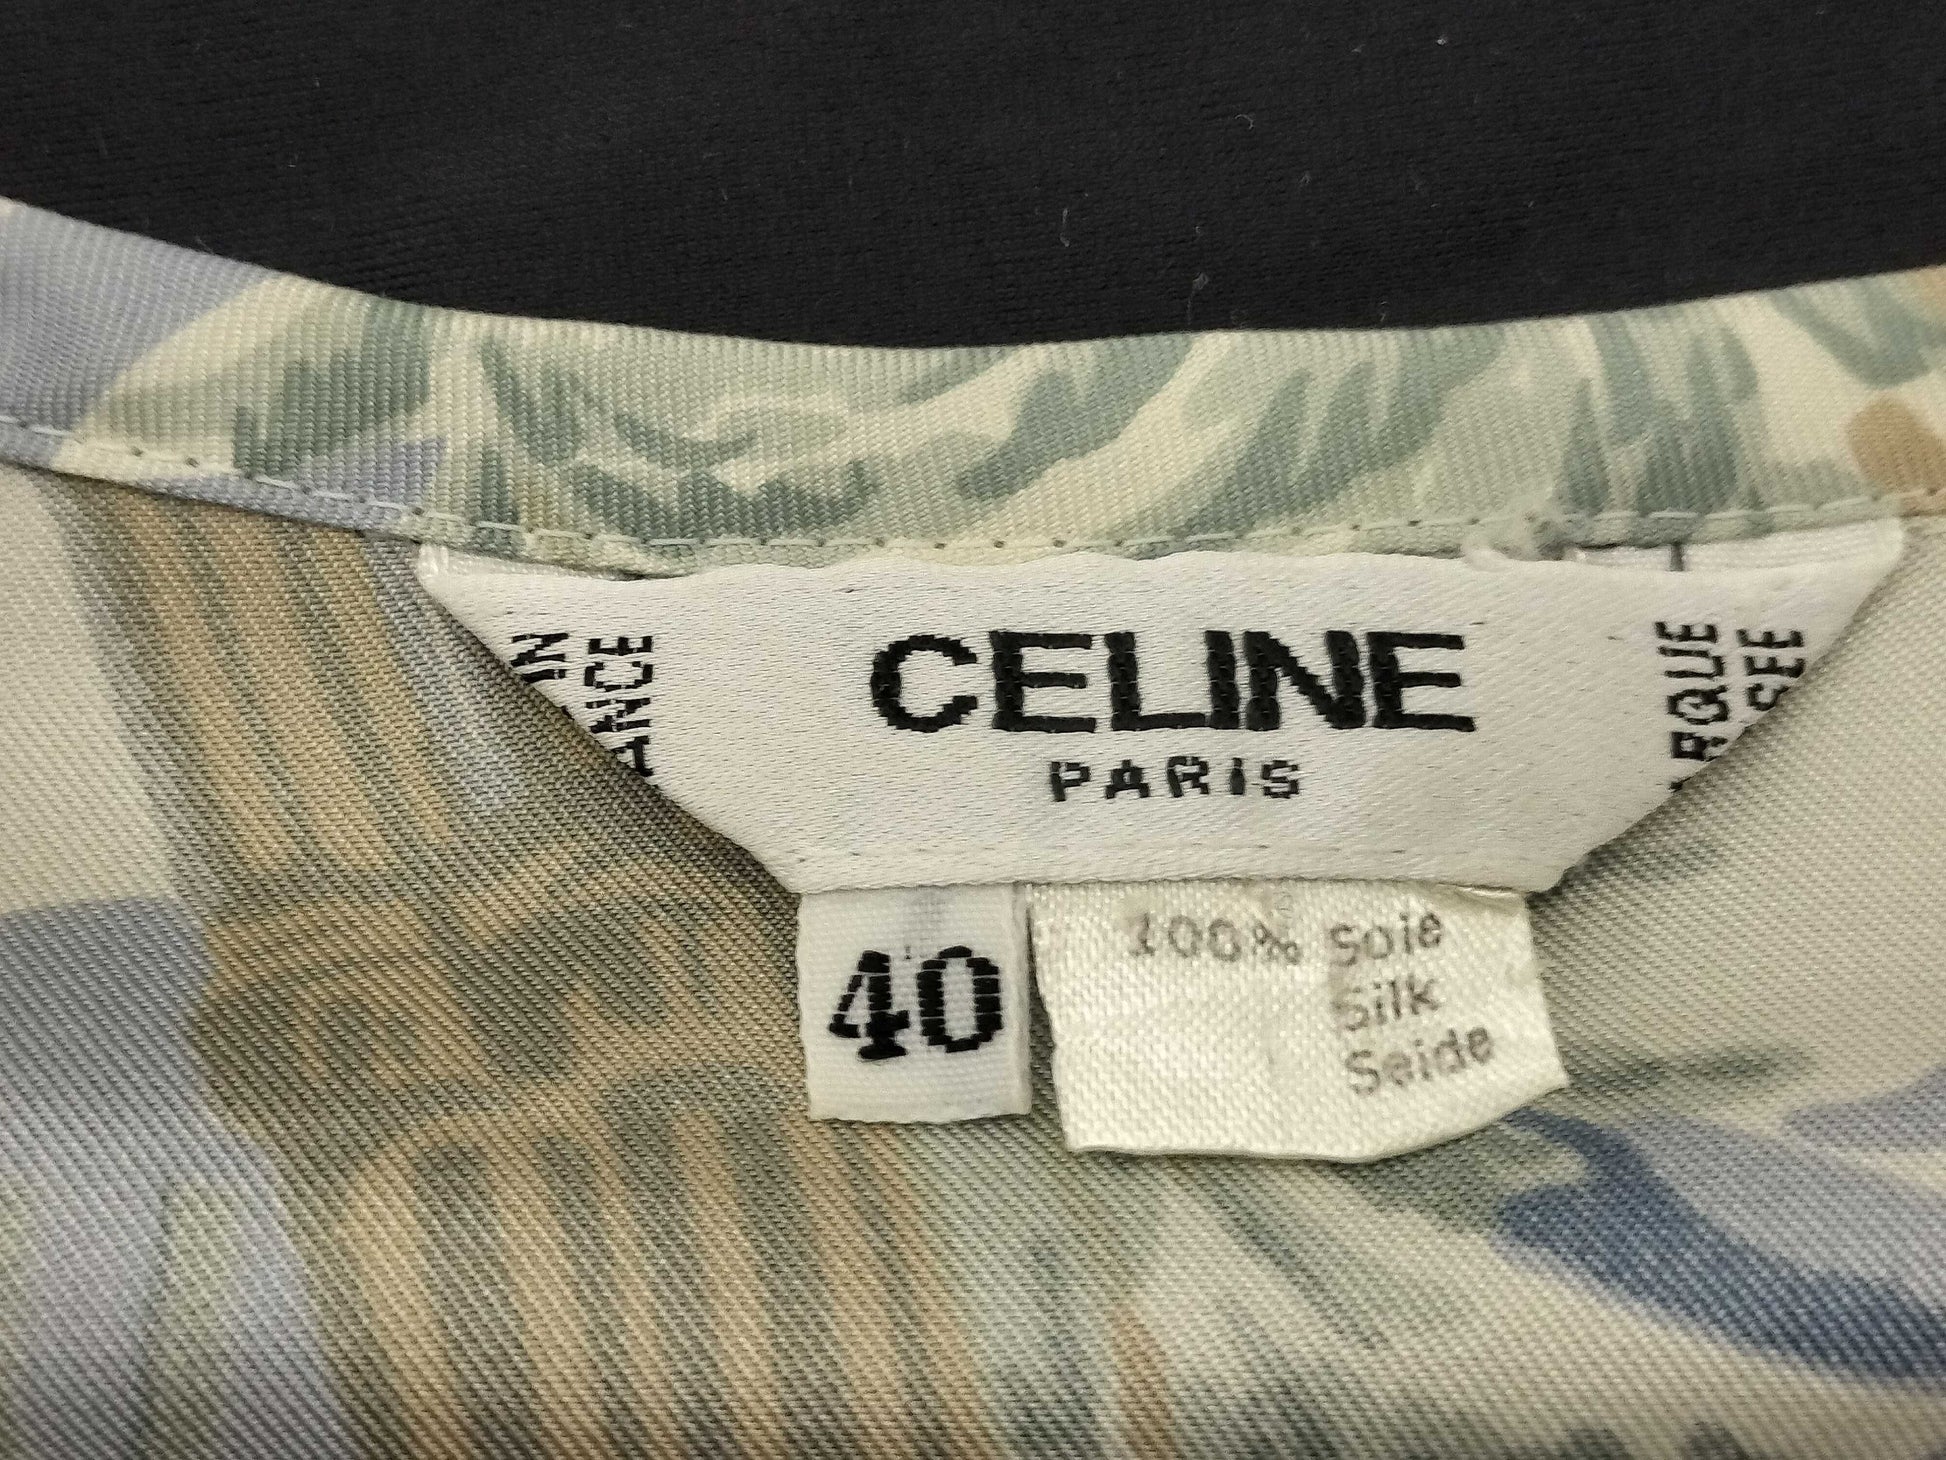 CELINE
PARIS
40
100% Soie
Silk
Seide